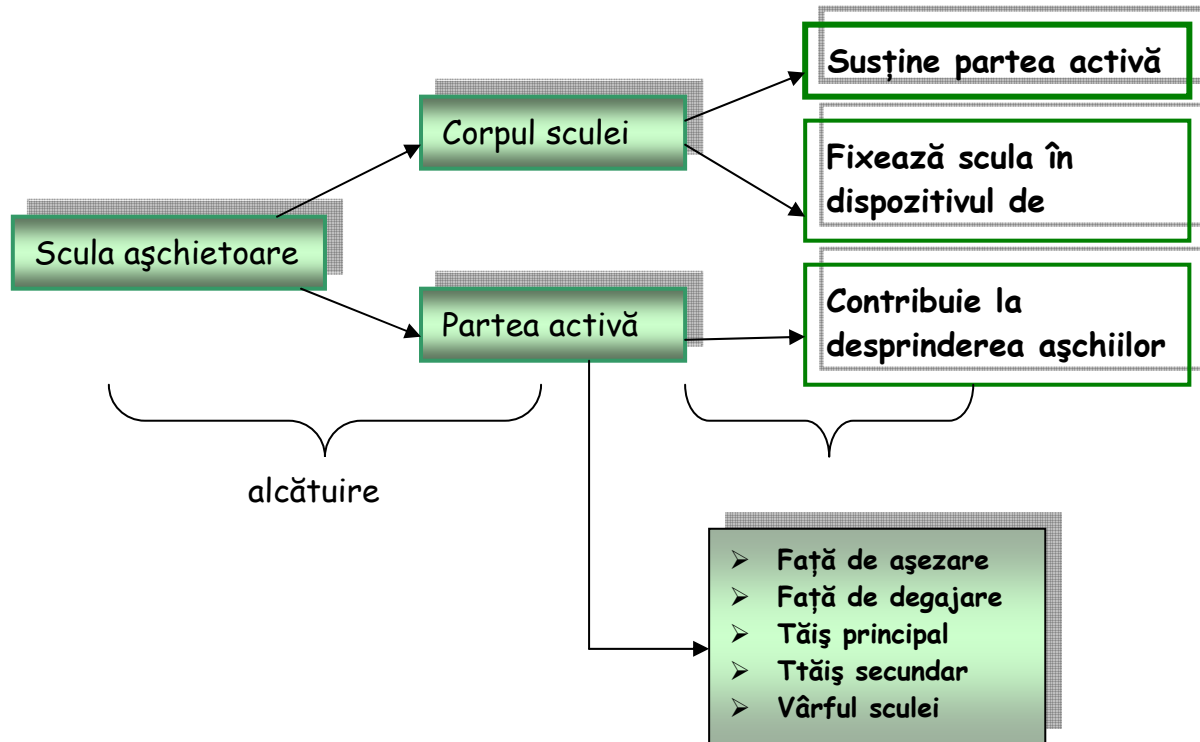 Susține partea activă
Corpul sculei
Fixează scula în
dispozitivul de
Scula aşchietoare
Contribuie la
desprinderea aşchiilor
Partea activă
alcătuire
Față de aşezare
Față de degajare
Tăiş principal
Ttăiş secundar
Vârful sculei